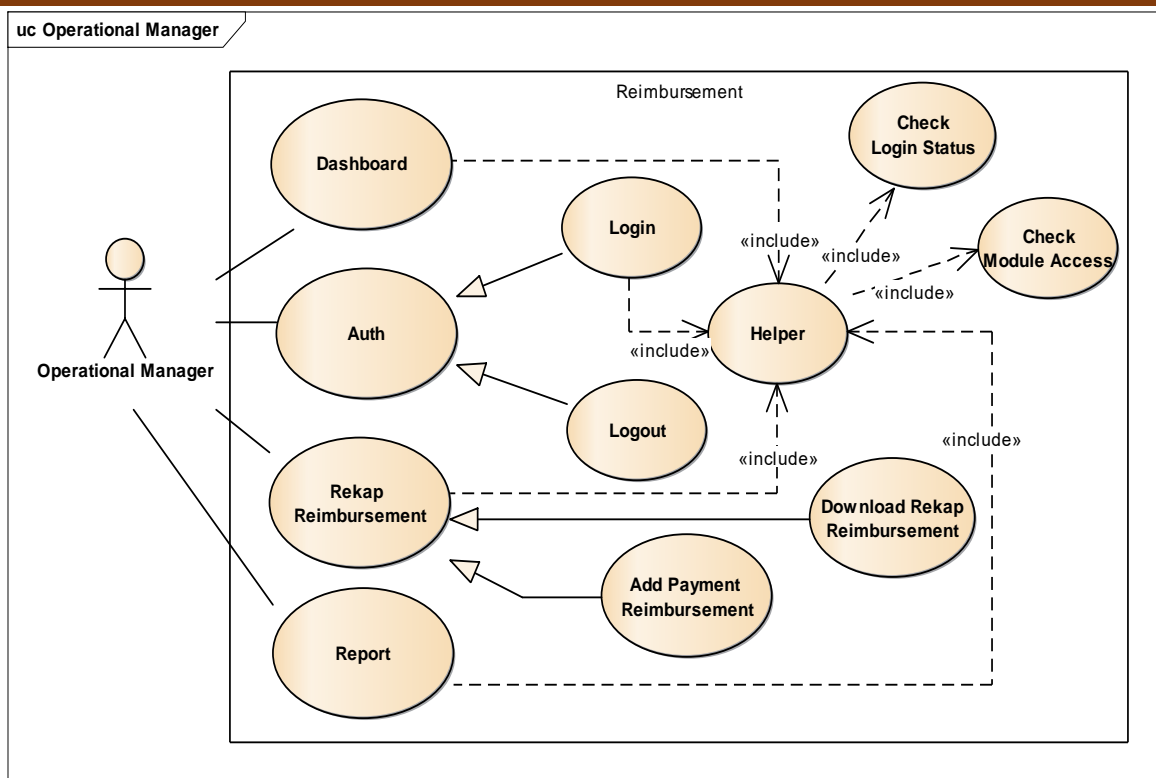 uc Operational Manager
Reimbursement
Check
Login Status
Dashboard
Login
Check
Module Access
«include»
«include»
«include»
Auth
Helper
«include»
Operational Manager
Logout
«include»
«include»
Rekap
Reimbursement
Download Rekap
Reimbursement
Add Payment
Reimbursement
Report